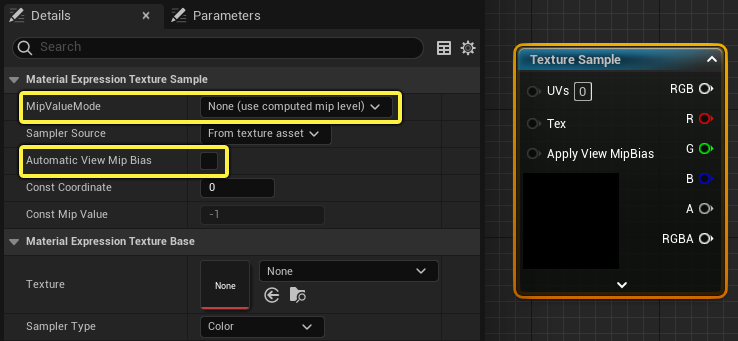 Details
Parameters
Search
Material Expression Texture Sample
MipValueMode
None (use computed mip level)
Sampler Source
From texture asset
Automatic View Mip Bias
Const Coordinate
0
Const Mip Value
-1
Material Expression Texture Base
Texture
None
None
Sampler Type
Color
Texture Sample
UVs 0
RGB
R
Tex
G
Apply View MipBias
B
A
RGBA